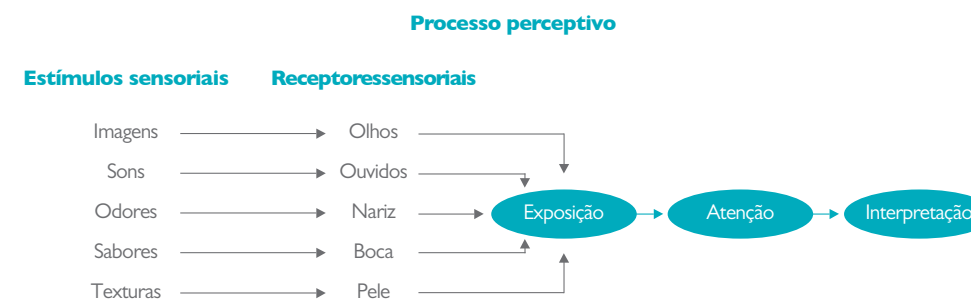 Processo perceptivo
Estímulos sensoriais Receptoressensoriais
Imagens Olhos
Sons Ouvidos
Odores Nariz Exposição Atenção Interpretação
Sabores Boca
Texturas Pele